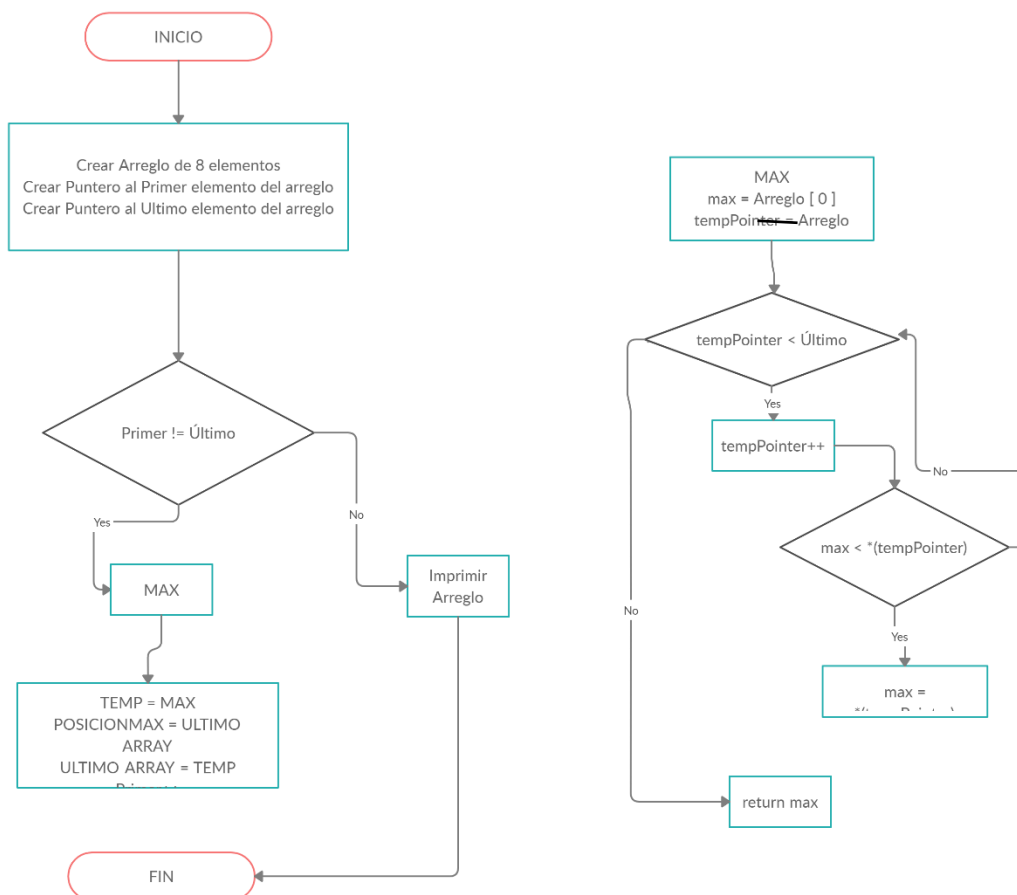 INICIO
Crear Arreglo de 8 elementos
Crear Puntero al Primer elemento del arreglo
Crear Puntero al Ultimo elemento del arreglo
Primer != Último
Yes
No
MAX
Imprimir
Arreglo
TEMP = MAX
POSICIONMAX = ULTIMO
ARRAY
ULTIMO ARRAY = TEMP
FIN
MAX
max = Arreglo [ 0 ]
tempPointer = Arreglo
tempPointer < Último
Yes
tempPointer++
No
max < *(tempPointer)
No
Yes
max =
return max